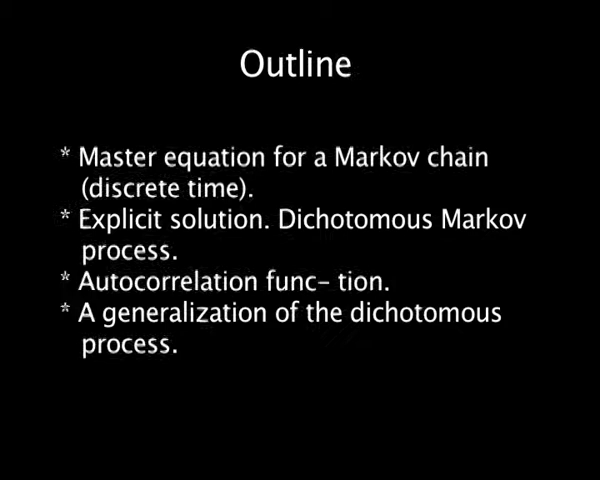 Outline
* Master equation for a Markov chain
(discrete time).
* Explicit solution. Dichotomous Markov
process.
* Autocorrelation func- tion.
* A generalization of the dichotomous
process.